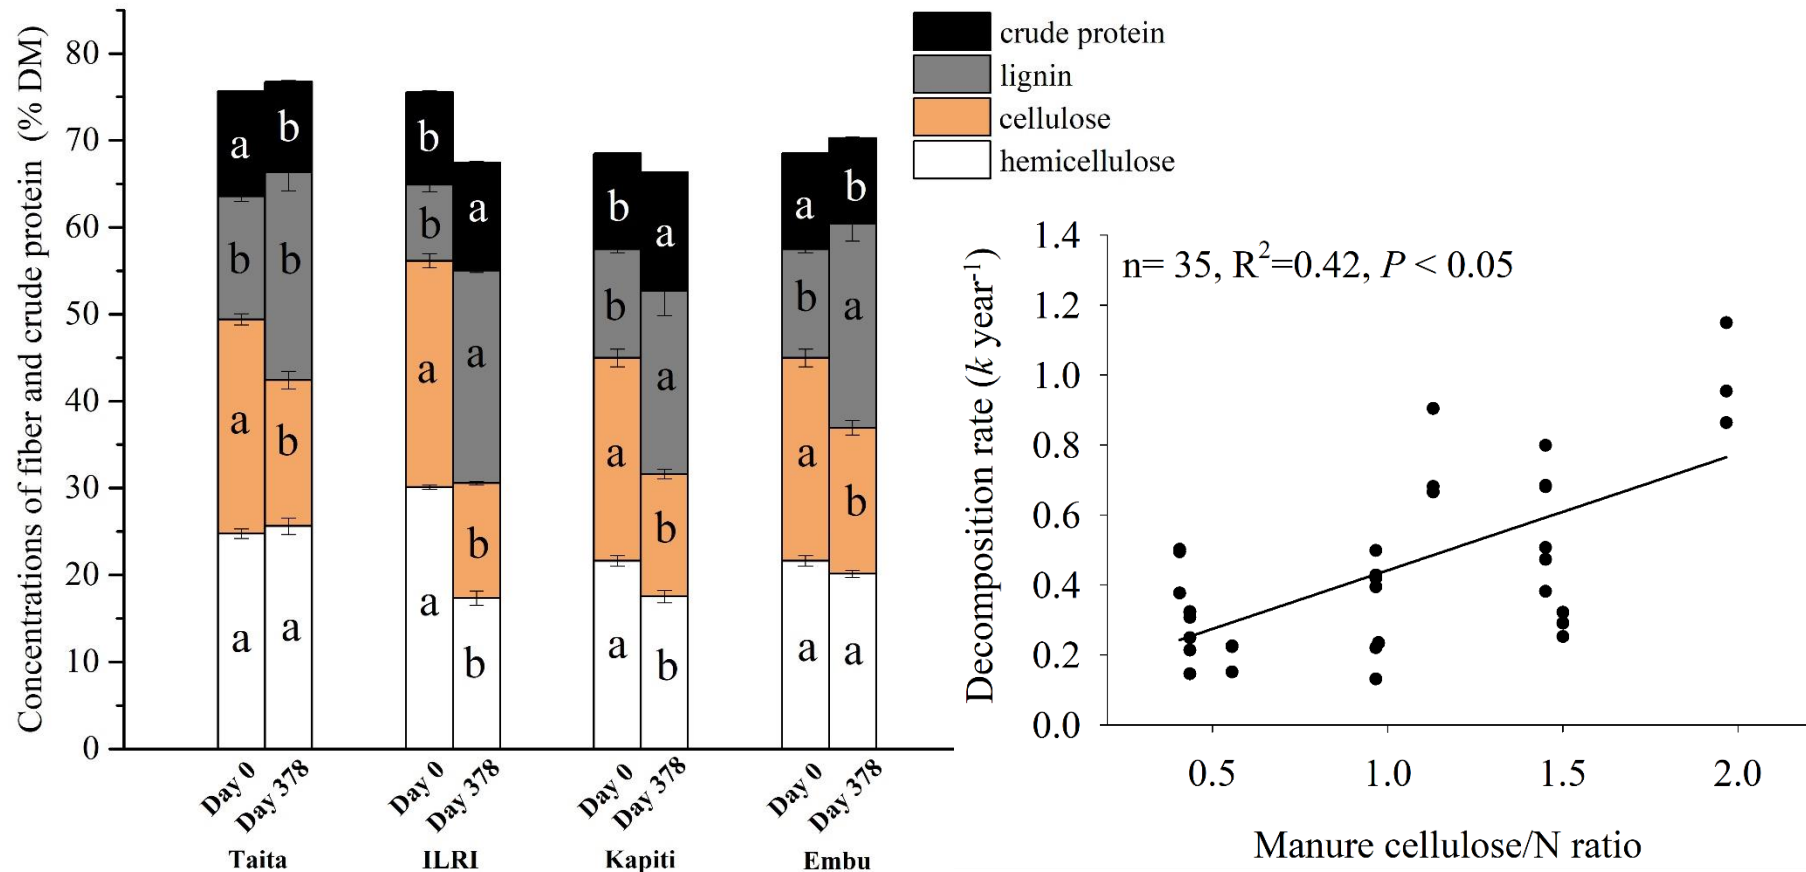 Concentrations of fiber and crude protein (% DM)
80
70
60
50
40
30
20
10
0
a b b a b a a b
b b b a b a b a
a b a b a b a b
a a a b a b a a
Day 0 Day 378 Day 0 Day 378 Day 0 Day 378 Day 0 Day 378
Taita ILRI Kapiti Embu
crude protein
lignin
cellulose
hemicellulose
Decomposition rate (k year-1)
n= 35, R2=0.42, P < 0.05
1.4
1.2
1.0
0.8
0.6
0.4
0.2
0.0
0.5 1.0 1.5 2.0
Manure cellulose/N ratio